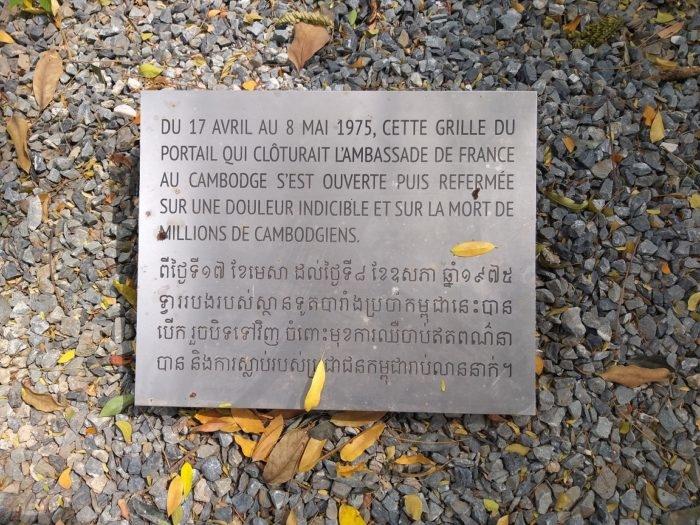 DU 17 AVRIL AU 8 MAI 1975, CETTE GRILLE DU
PORTAIL QUI CLÔTURAIT L'AMBASSADE DE FRANCE
AU CAMBODGE S'EST OUVERTE PUIS REFERMÉE
SUR UNE DOULEUR INDICIBLE ET SUR LA MORT DE
MILLIONS DE CAMBODGIENS.
ពីថ្ងៃទី១៧ ខែមេសា ដល់ថ្ងៃទី៨ ខែឧសភា ឆ្នាំ១៩៧៥
ទ្វាររបងរបស់ស្ថានទូតបារាំងប្រចាំកម្ពុជានេះបាន
បើក រួចបិទទៅវិញ ចំពោះមុខការឈឺចាប់ឥតពណ៌នា
បាន និងការស្លាប់របស់ប្រជាជនកម្ពុជារាប់លាននាក់។